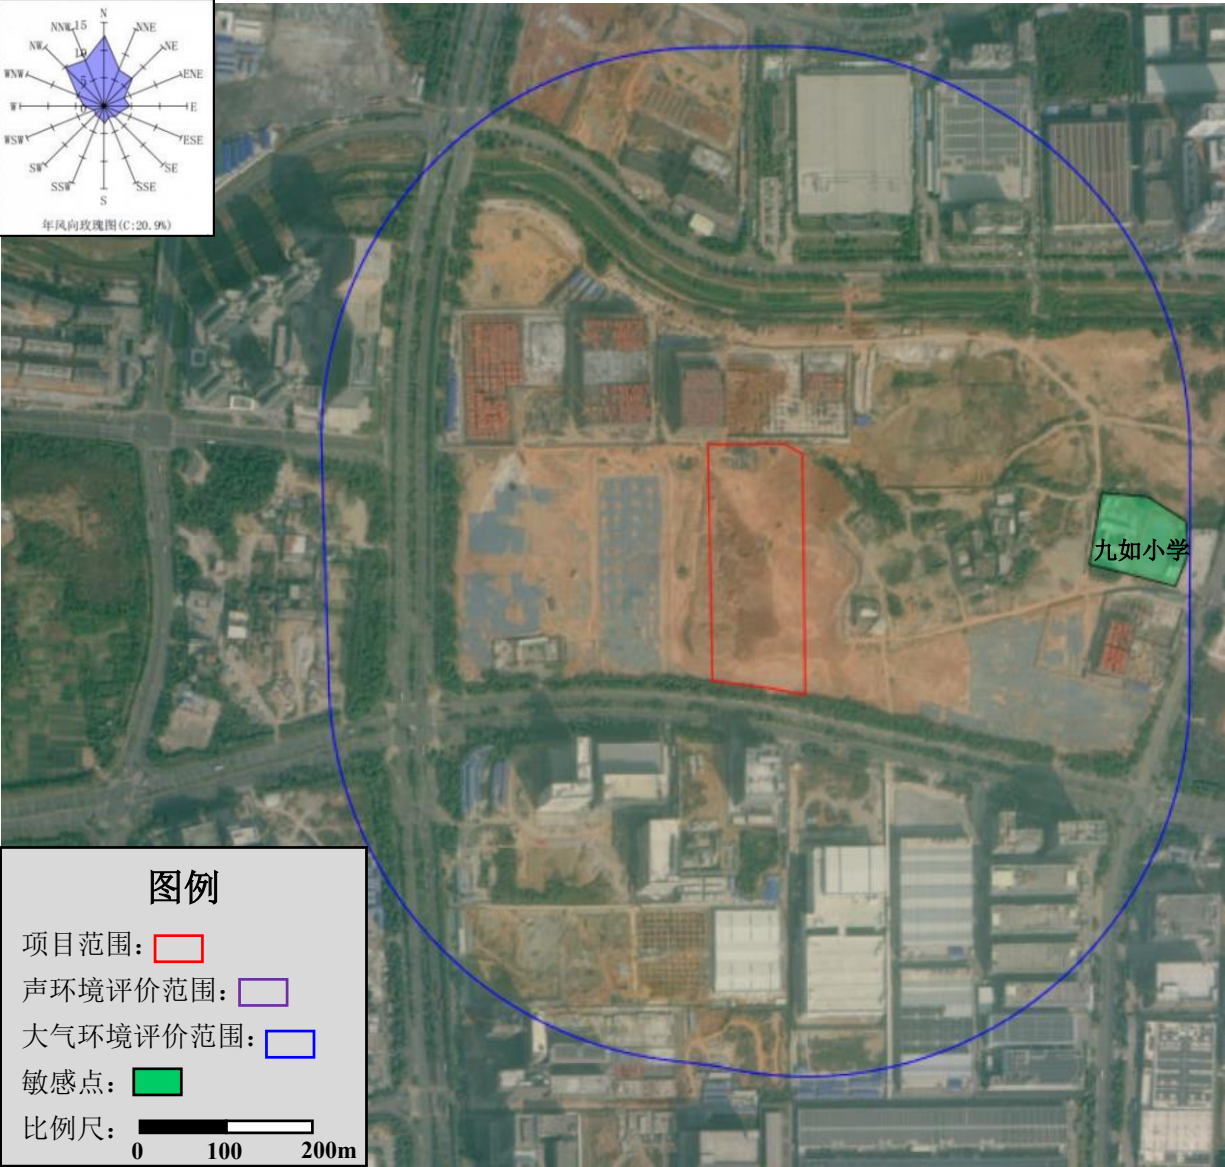 N
NNW 15 NNE
NW 10 NE
WNW 5 ENE
W 0 E
WSW ESE
SW SE
SSW SSE
S
年风向玫瑰图(C:20.9%)
九如小学
图例
项目范围：
声环境评价范围：
大气环境评价范围：
敏感点：
比例尺：
0 100 200m